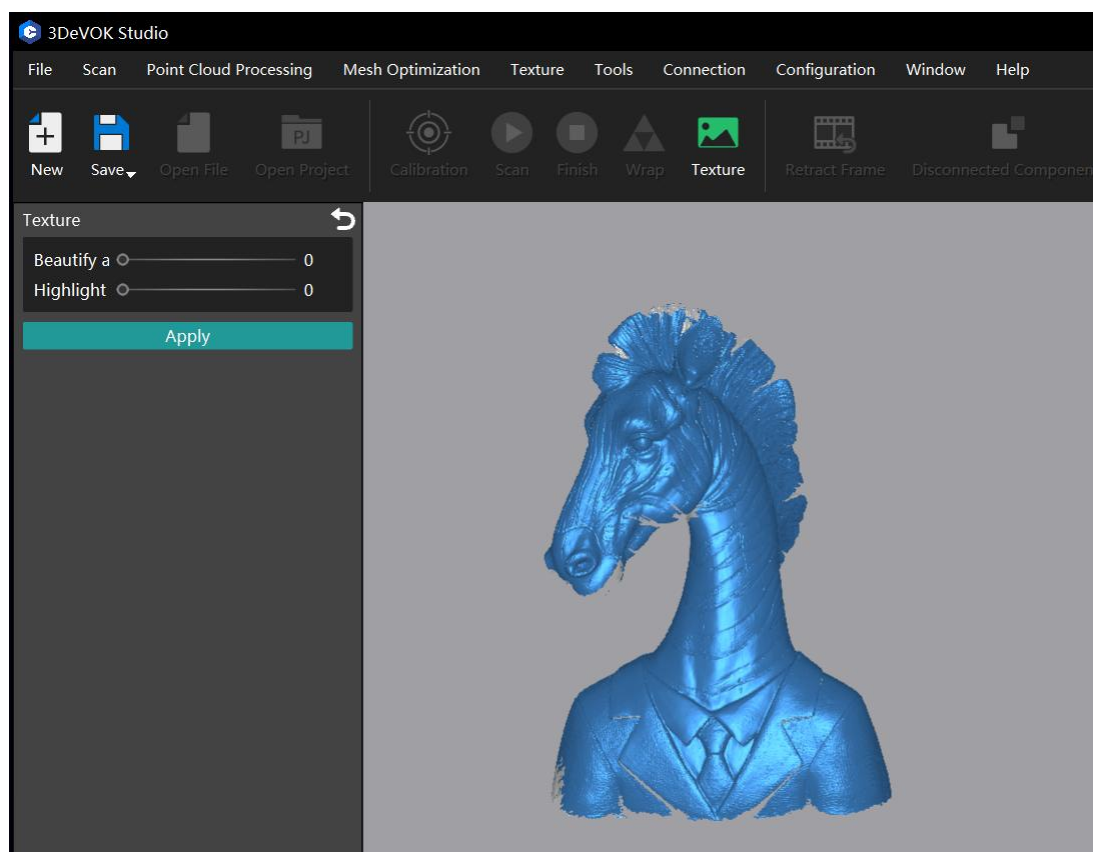 3DeVOK Studio
File Scan Point Cloud Processing Mesh Optimization Texture Tools Connection Configuration Window Help
PJ
New Save Open File Open Project Calibration Scan Finish Wrap Texture Retract Frame Disconnected Componen
Texture
Beautify a 0
Highlight 0
Apply